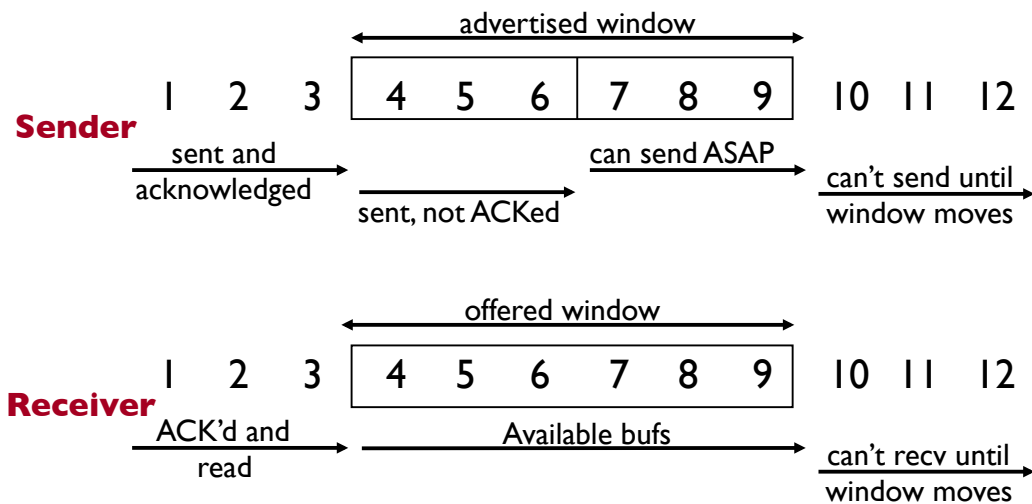 advertised window
1 2 3 4 5 6 7 8 9 10 11 12
Sender
sent and
acknowledged
sent, not ACKed
can send ASAP
can't send until
window moves
offered window
1 2 3 4 5 6 7 8 9 10 11 12
Receiver
ACK'd and
read
Available bufs
can't recv until
window moves